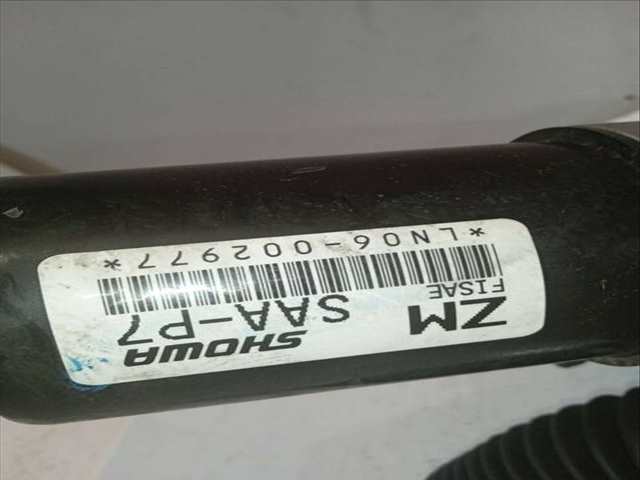 SHOWA
ZM SAA-P7
FISAE
*LN06-002977*